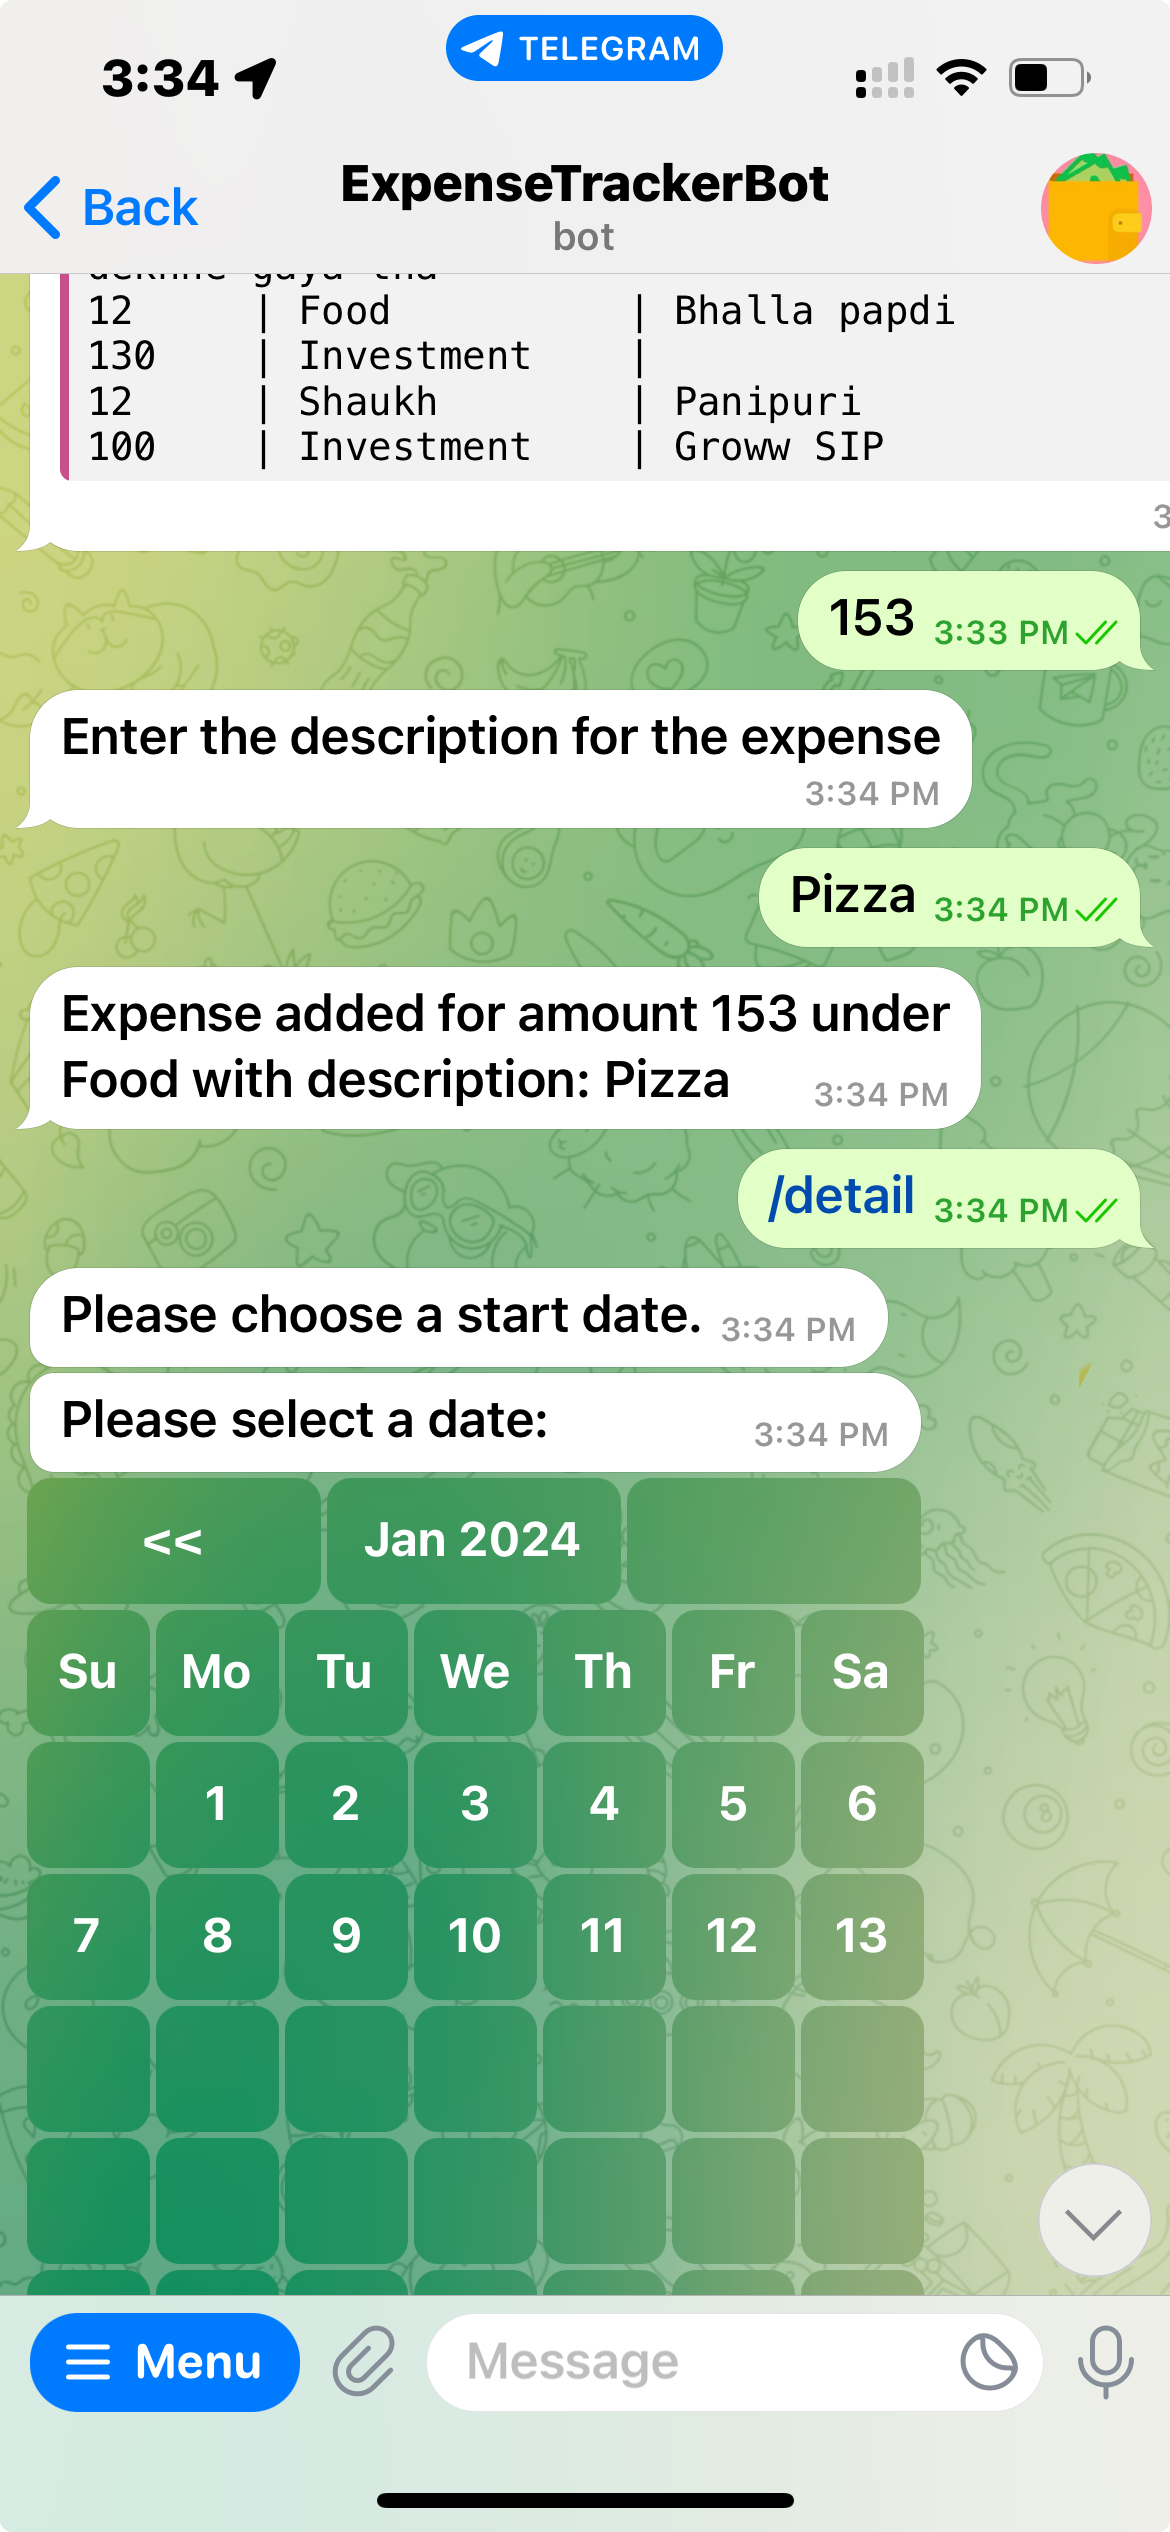 3:34
TELEGRAM
Back
ExpenseTrackerBot
bot
12 | Food | Bhalla papdi
130 | Investment |
12 | Shaukh | Panipuri
100 | Investment | Groww SIP
3
153 3:33 PM
Enter the description for the expense
3:34 PM
Pizza 3:34 PM
Expense added for amount 153 under
Food with description: Pizza 3:34 PM
/detail 3:34 PM
Please choose a start date. 3:34 PM
Please select a date: 3:34 PM
<< Jan 2024
Su Mo Tu We Th Fr Sa
1 2 3 4 5 6
7 8 9 10 11 12 13
Menu
Message